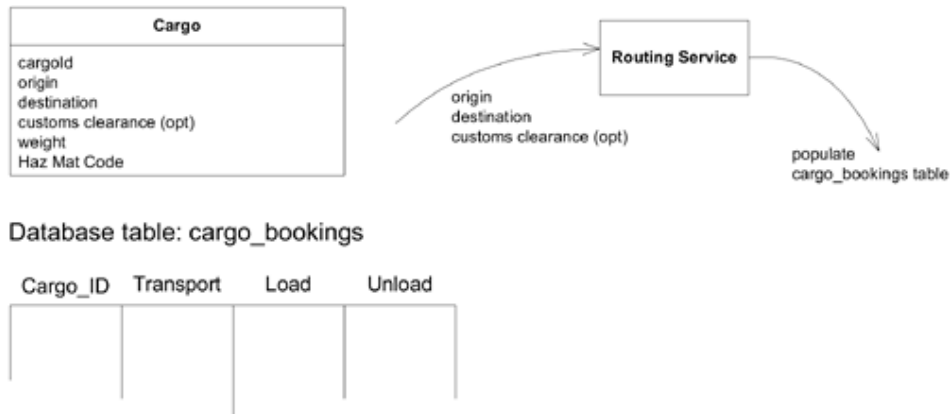 Cargo
cargoId
origin
destination
customs clearance (opt)
weight
Haz Mat Code
origin
destination
customs clearance (opt)
Routing Service
populate
cargo_bookings table
Database table: cargo_bookings
Cargo_ID Transport Load Unload